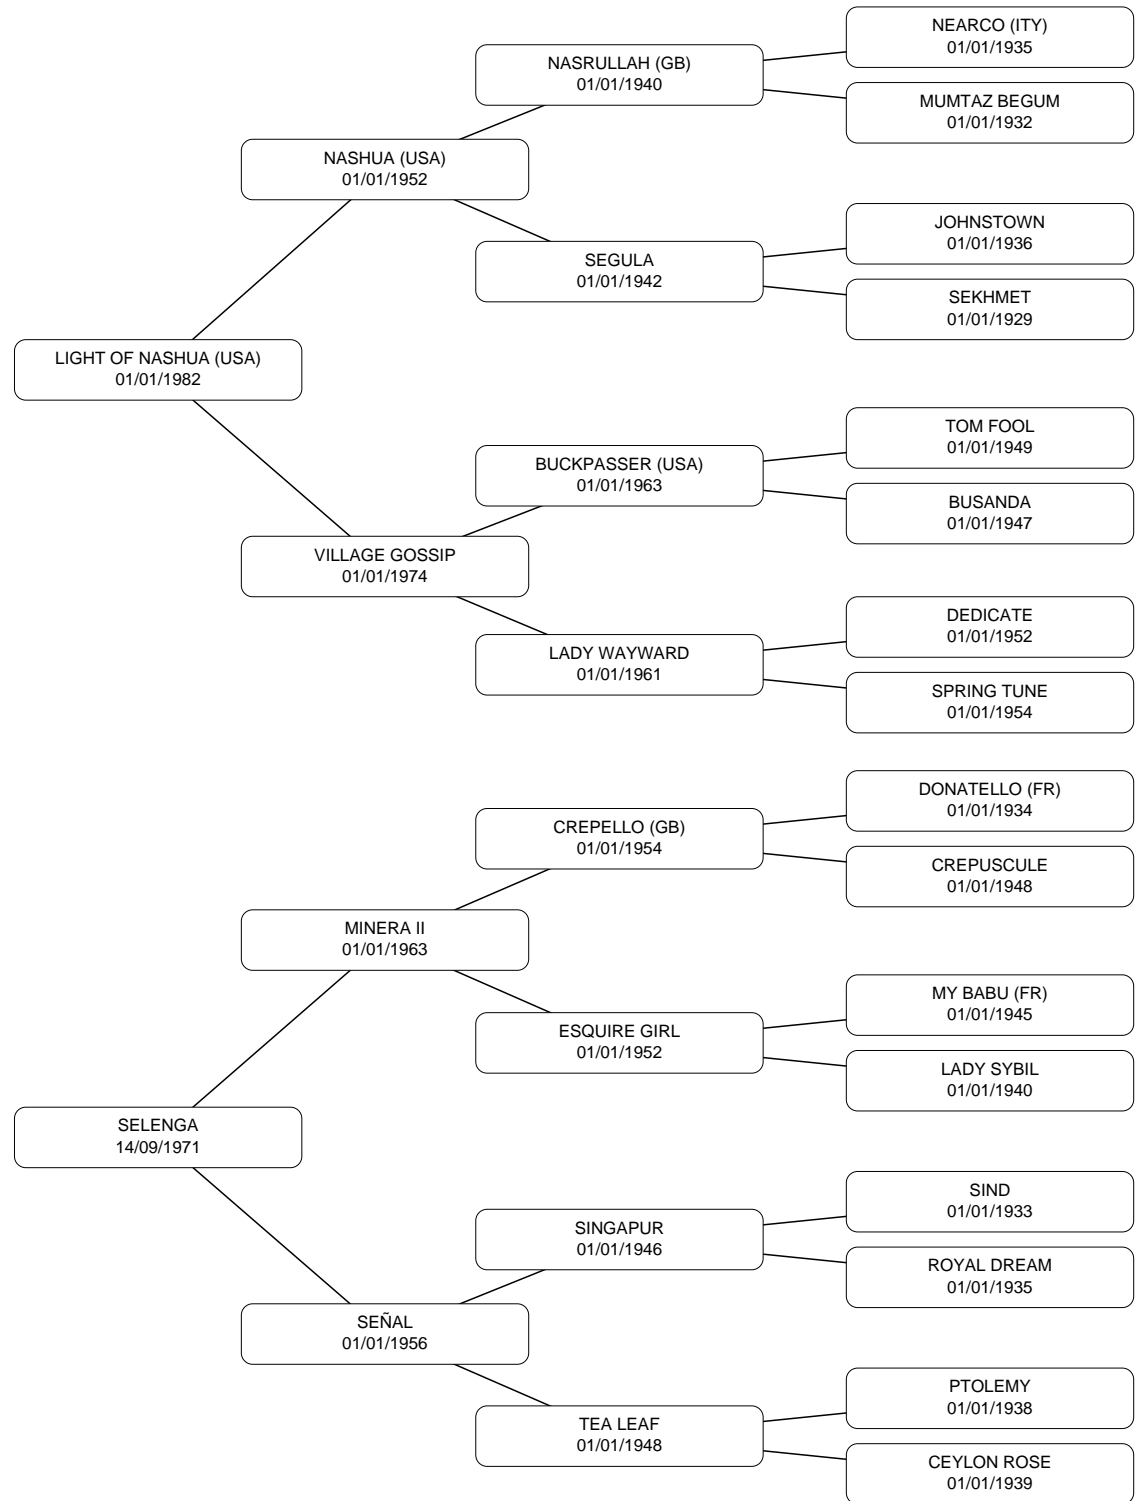 NEARCO (ITY)
01/01/1935
NASRULLAH (GB)
01/01/1940
MUMTAZ BEGUM
01/01/1932
NASHUA (USA)
01/01/1952
JOHNSTOWN
01/01/1936
SEGULA
01/01/1942
SEKHMET
01/01/1929
LIGHT OF NASHUA (USA)
01/01/1982
TOM FOOL
01/01/1949
BUCKPASSER (USA)
01/01/1963
BUSANDA
01/01/1947
VILLAGE GOSSIP
01/01/1974
DEDICATE
01/01/1952
LADY WAYWARD
01/01/1961
SPRING TUNE
01/01/1954
DONATELLO (FR)
01/01/1934
CREPELLO (GB)
01/01/1954
CREPUSCULE
01/01/1948
MINERA II
01/01/1963
MY BABU (FR)
01/01/1945
ESQUIRE GIRL
01/01/1952
LADY SYBIL
01/01/1940
SELENGA
14/09/1971
SIND
01/01/1933
SINGAPUR
01/01/1946
ROYAL DREAM
01/01/1935
SEÑAL
01/01/1956
PTOLEMY
01/01/1938
TEA LEAF
01/01/1948
CEYLON ROSE
01/01/1939